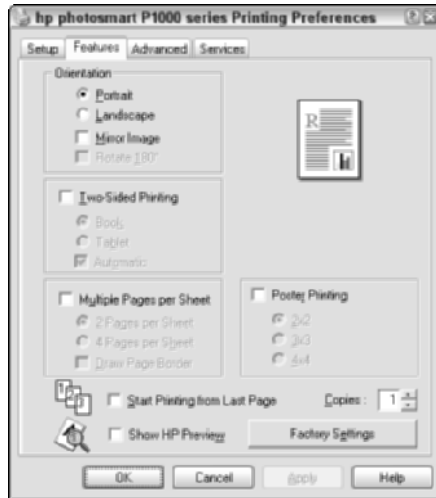 hp photosmart P1000 series Printing Preferences
Setup Features Advanced Services
Orientation
Portrait
Landscape
Mirror Image
Rotate 180°
Two-Sided Printing
Book
Tablet
Automatic
Multiple Pages per Sheet
2 Pages per Sheet
4 Pages per Sheet
Draw Page Border
Poster Printing
2x2
3x3
4x4
Start Printing from Last Page
Copies: 1
Show HP Preview
Factory Settings
OK Cancel Apply Help